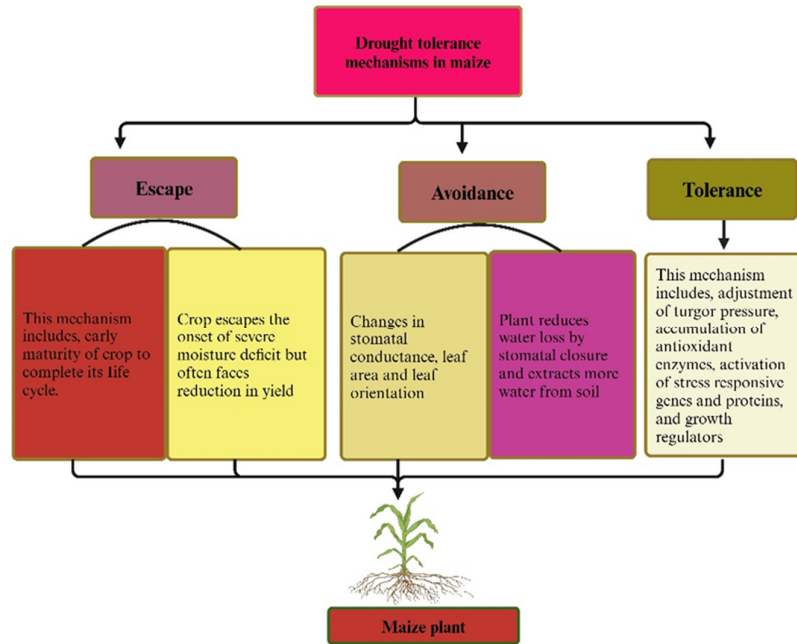 Drought tolerance
mechanisms in maize
Escape
Avoidance
Tolerance
This mechanism
includes, early
maturity of crop to
complete its life
cycle.
Crop escapes the
onset of severe
moisture deficit but
often faces
reduction in yield
Changes in
stomatal
conductance, leaf
area and leaf
orientation
Plant reduces
water loss by
stomatal closure
and extracts more
water from soil
This mechanism
includes, adjustment
of turgor pressure,
accumulation of
antioxidant
enzymes, activation
of stress responsive
genes and proteins,
and growth
regulators
Maize plant